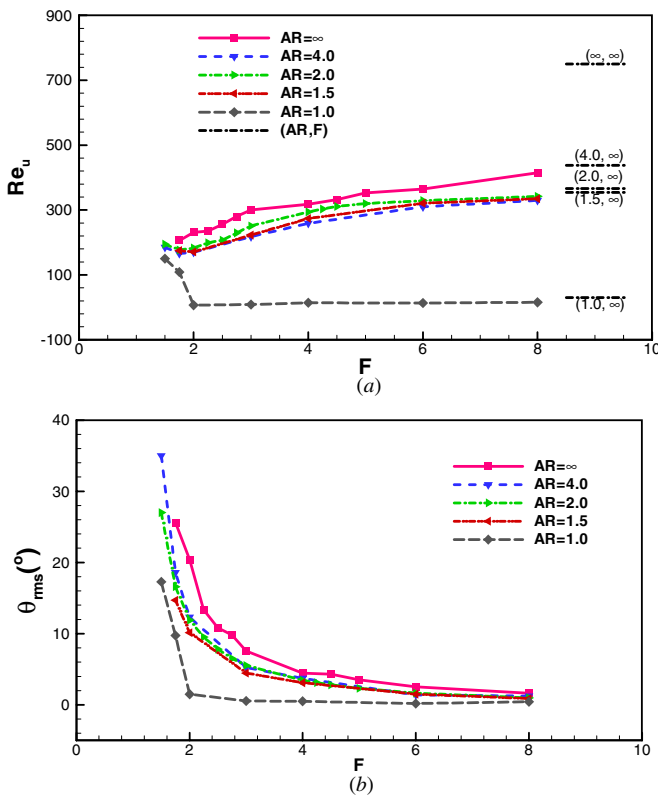 900
700
500
300
100
-100
Re_u
AR=∞
AR=4.0
AR=2.0
AR=1.5
AR=1.0
(AR,F)
(∞, ∞)
(4.0, ∞)
(2.0, ∞)
(1.5, ∞)
(1.0, ∞)
0 2 4 6 8 10
F
(a)
40
30
20
10
0
θ_rms(°)
AR=∞
AR=4.0
AR=2.0
AR=1.5
AR=1.0
0 2 4 6 8 10
F
(b)